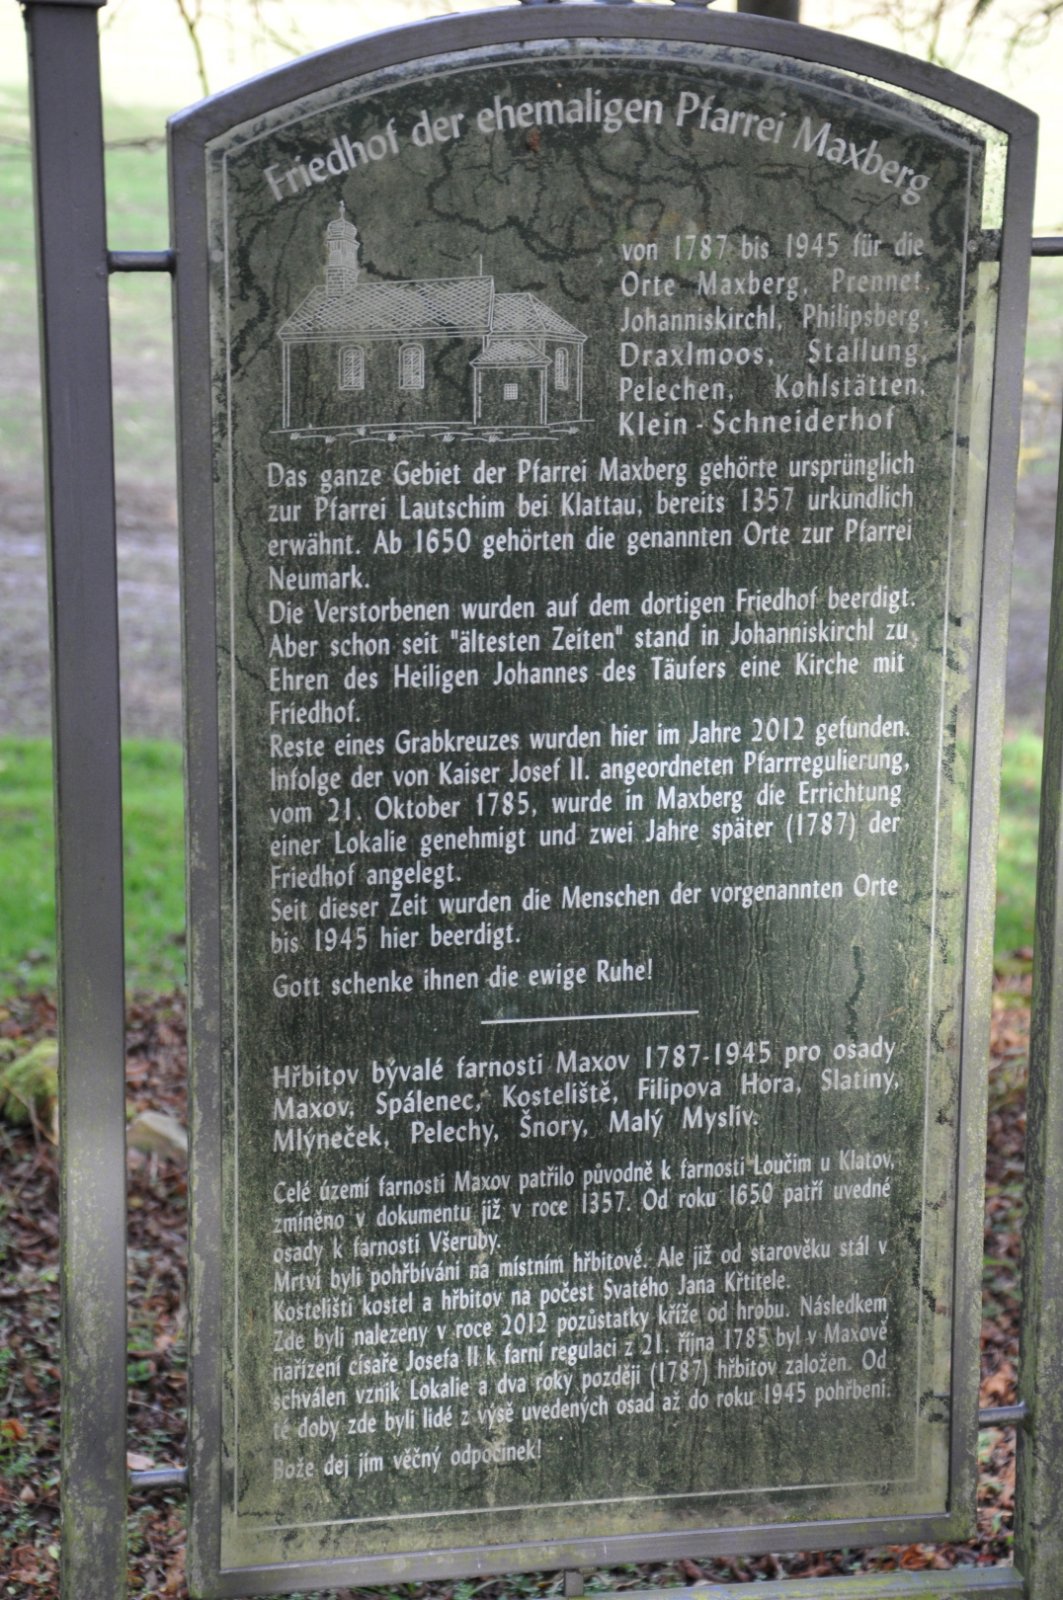 Friedhof der ehemaligen Pfarrei Maxberg
von 1787 bis 1945 für die
Orte Maxberg, Prennet,
Johanniskirchl, Philipsberg,
Draxlmoos, Stallung,
Pelechen, Kohlstätten,
Klein - Schneiderhof
Das ganze Gebiet der Pfarrei Maxberg gehörte ursprünglich
zur Pfarrei Lautschim bei Klattau, bereits 1357 urkundlich
erwähnt. Ab 1650 gehörten die genannten Orte zur Pfarrei
Neumark.
Die Verstorbenen wurden auf dem dortigen Friedhof beerdigt.
Aber schon seit "ältesten Zeiten" stand in Johanniskirchl zu
Ehren des Heiligen Johannes des Täufers eine Kirche mit
Friedhof.
Reste eines Grabkreuzes wurden hier im Jahre 2012 gefunden.
Infolge der von Kaiser Josef II. angeordneten Pfarrregulierung,
vom 21. Oktober 1785, wurde in Maxberg die Errichtung
einer Lokalie genehmigt und zwei Jahre später (1787) der
Friedhof angelegt.
Seit dieser Zeit wurden die Menschen der vorgenannten Orte
bis 1945 hier beerdigt.
Gott schenke ihnen die ewige Ruhe!
Hřbitov bývalé farnosti Maxov 1787-1945 pro osady
Maxov, Spálenec, Kosteliště, Filipova Hora, Slatiny,
Mlýneček, Pelechy, Šnory, Malý Mysliv.
Celé území farnosti Maxov patřilo původně k farnosti Loučim u Klatov,
zmíněno v dokumentu již v roce 1357. Od roku 1650 patří uvedné
osady k farnosti Všeruby.
Mrtví byli pohřbíváni na místním hřbitově. Ale již od starověku stál v
Kostelišti kostel a hřbitov na počest Svatého Jana Křtitele.
Zde byli nalezeny v roce 2012 pozůstatky kříže od hrobu. Následkem
nařízení císaře Josefa II k farní regulaci z 21. října 1785 byl v Maxově
schválen vznik Lokalie a dva roky později (1787) hřbitov založen. Od
té doby zde byli lidé z výše uvedených osad až do roku 1945 pohřbeni.
Bože dej jím věčný odpočinek!